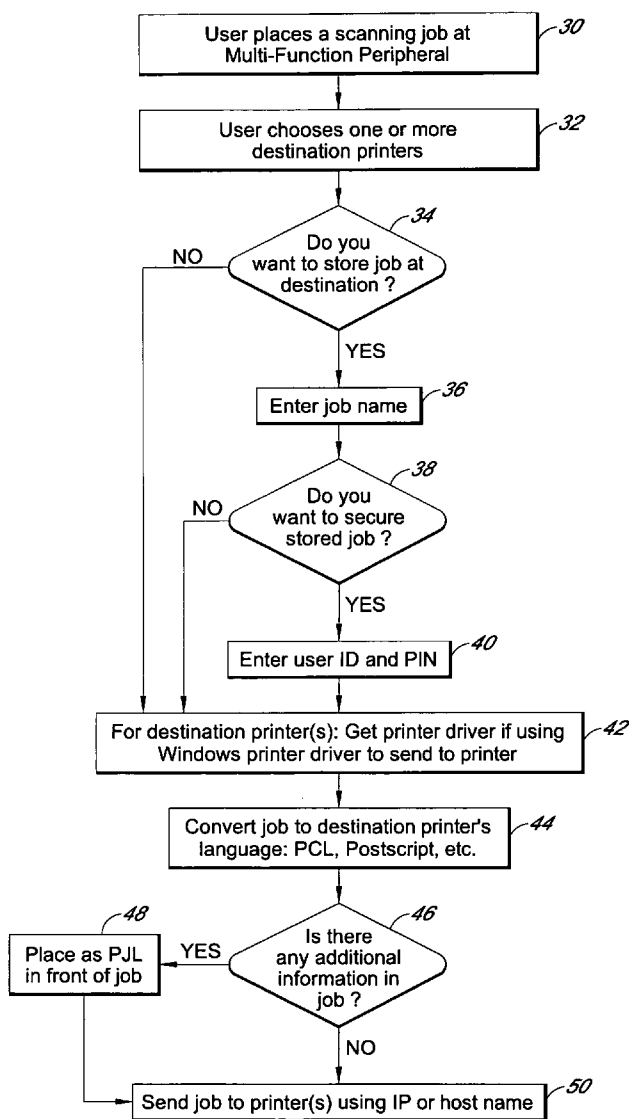 User places a scanning job at
Multi-Function Peripheral
30
User chooses one or more
destination printers
32
34
Do you
want to store job at
destination ?
NO
YES
Enter job name
36
38
Do you
want to secure
stored job ?
NO
YES
Enter user ID and PIN
40
For destination printer(s): Get printer driver if using
Windows printer driver to send to printer
42
Convert job to destination printer's
language: PCL, Postscript, etc.
44
46
Is there
any additional
information in
job ?
YES
48
Place as PJL
in front of job
NO
Send job to printer(s) using IP or host name
50